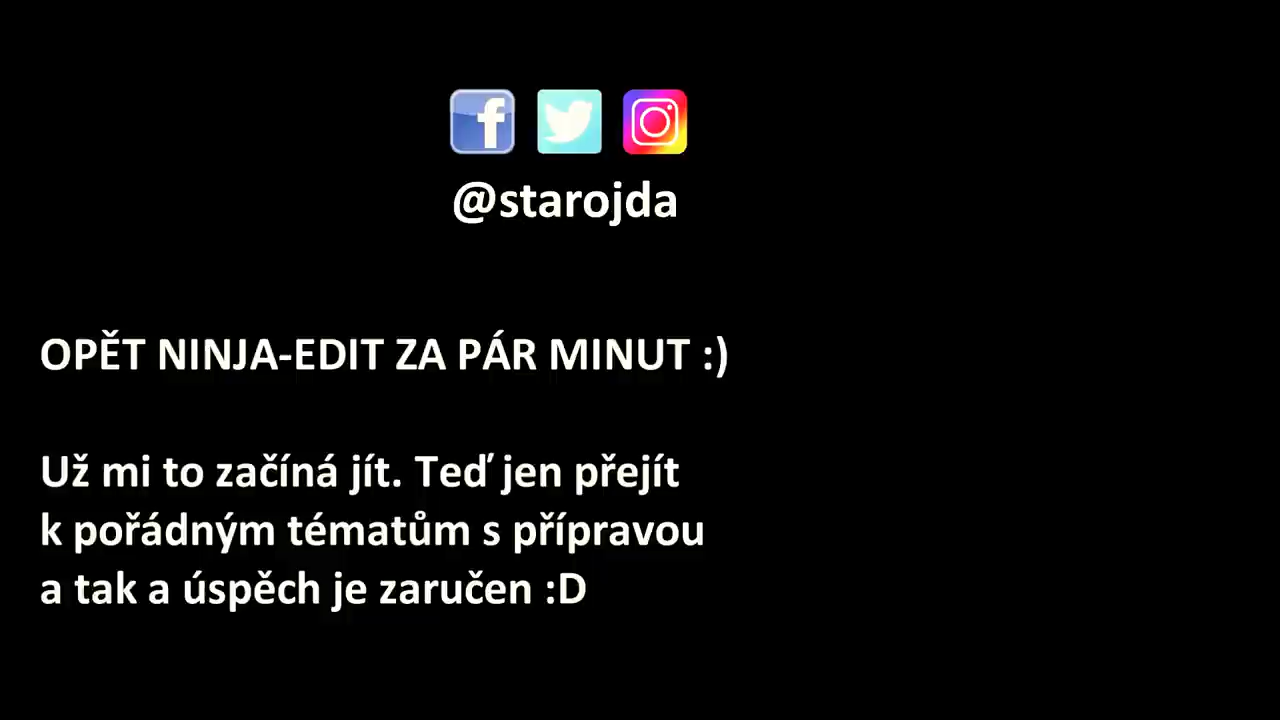 @starojda
OPĚT NINJA-EDIT ZA PÁR MINUT :)
Už mi to začíná jít. Teď jen přejít
k pořádným tématům s přípravou
a tak a úspěch je zaručen :D